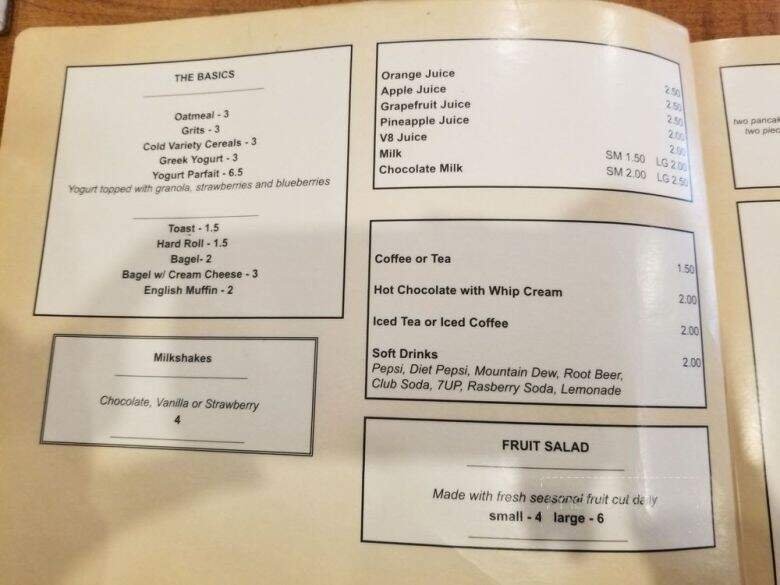 THE BASICS
Oatmeal - 3
Grits - 3
Cold Variety Cereals - 3
Greek Yogurt - 3
Yogurt Parfait - 6.5
Yogurt topped with granola, strawberries and blueberries
Toast - 1.5
Hard Roll - 1.5
Bagel- 2
Bagel w/ Cream Cheese - 3
English Muffin - 2
Milkshakes
Chocolate, Vanilla or Strawberry
4
Orange Juice 2.50
Apple Juice 2.50
Grapefruit Juice 2.50
Pineapple Juice 2.00
V8 Juice 2.00
Milk SM 1.50 LG 2.00
Chocolate Milk SM 2.00 LG 2.50
Coffee or Tea 1.50
Hot Chocolate with Whip Cream 2.00
Iced Tea or Iced Coffee 2.00
Soft Drinks 2.00
Pepsi, Diet Pepsi, Mountain Dew, Root Beer,
Club Soda, 7UP, Rasberry Soda, Lemonade
FRUIT SALAD
Made with fresh seasonal fruit cut daily
small - 4 large - 6
two
two